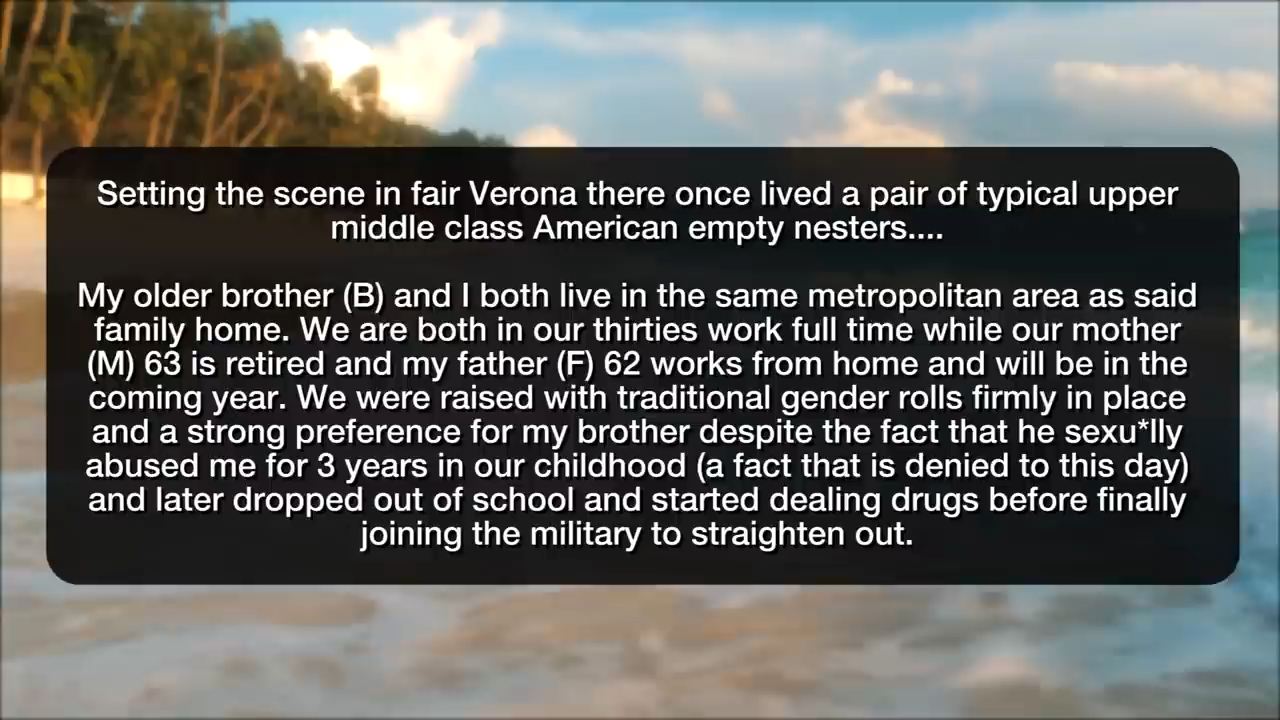 Setting the scene in fair Verona there once lived a pair of typical upper
middle class American empty nesters....
My older brother (B) and I both live in the same metropolitan area as said
family home. We are both in our thirties work full time while our mother
(M) 63 is retired and my father (F) 62 works from home and will be in the
coming year. We were raised with traditional gender rolls firmly in place
and a strong preference for my brother despite the fact that he sexu*lly
abused me for 3 years in our childhood (a fact that is denied to this day)
and later dropped out of school and started dealing drugs before finally
joining the military to straighten out.